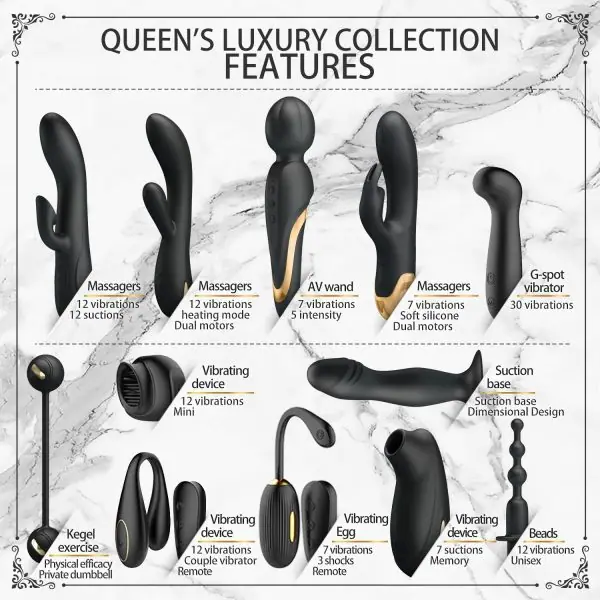 QUEEN'S LUXURY COLLECTION
FEATURES
Massagers
12 vibrations
12 suctions
Massagers
12 vibrations
heating mode
Dual motors
AV wand
7 vibrations
5 intensity
Massagers
7 vibrations
Soft silicone
Dual motors
G-spot
vibrator
30 vibrations
Vibrating
device
12 vibrations
Mini
Suction
base
Suction base
Dimensional Design
Kegel
exercise
Physical efficacy
Private dumbbell
Vibrating
device
12 vibrations
Couple vibrator
Remote
Vibrating
Egg
7 vibrations
3 shocks
Remote
Vibrating
device
7 suctions
Memory
Beads
12 vibrations
Unisex